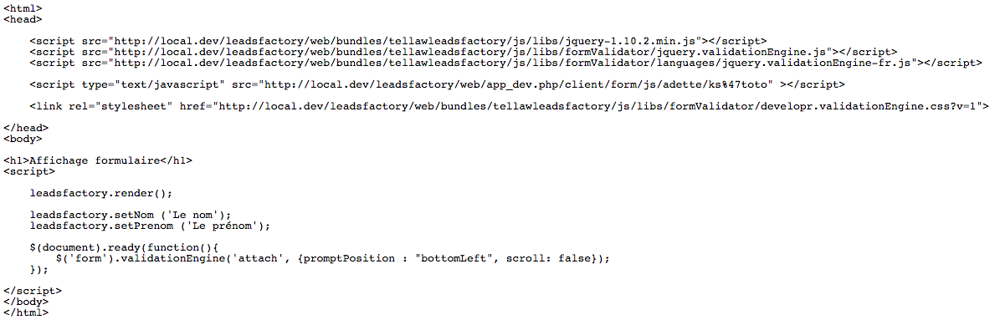 <html>
<head>
<script src="http://local.dev/leadsfactory/web/bundles/tellawleadsfactory/js/libs/jquery-1.10.2.min.js"></script>
<script src="http://local.dev/leadsfactory/web/bundles/tellawleadsfactory/js/libs/formValidator/jquery.validationEngine.js"></script>
<script src="http://local.dev/leadsfactory/web/bundles/tellawleadsfactory/js/libs/formValidator/languages/jquery.validationEngine-fr.js"></script>
<script type="text/javascript" src="http://local.dev/leadsfactory/web/app_dev.php/client/form/js/adette/ks%47toto" ></script>
<link rel="stylesheet" href="http://local.dev/leadsfactory/web/bundles/tellawleadsfactory/js/libs/formValidator/developr.validationEngine.css?v=1">
</head>
<body>
<h1>Affichage formulaire</h1>
<script>
leadsfactory.render();
leadsfactory.setNom ('Le nom');
leadsfactory.setPrenom ('Le prénom');
$(document).ready(function(){
$('form').validationEngine('attach', {promptPosition : "bottomLeft", scroll: false});
});
</script>
</body>
</html>